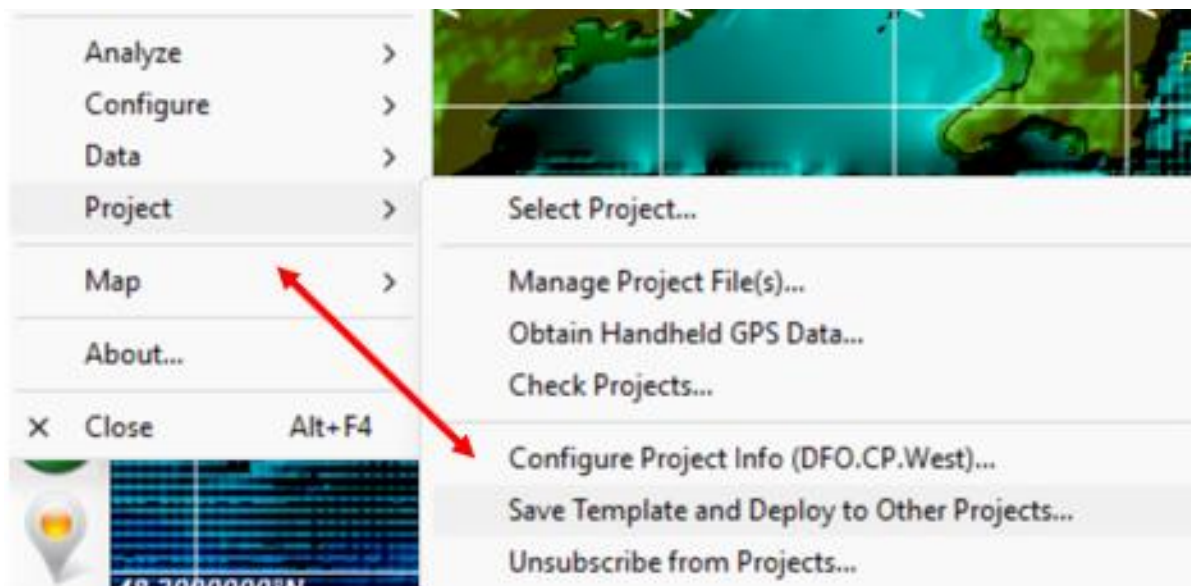 Analyze >
Configure >
Data >
Project >
Map >
About...
× Close Alt+F4
Select Project...
Manage Project File(s)...
Obtain Handheld GPS Data...
Check Projects...
Configure Project Info (DFO.CP.West)...
Save Template and Deploy to Other Projects...
Unsubscribe from Projects...